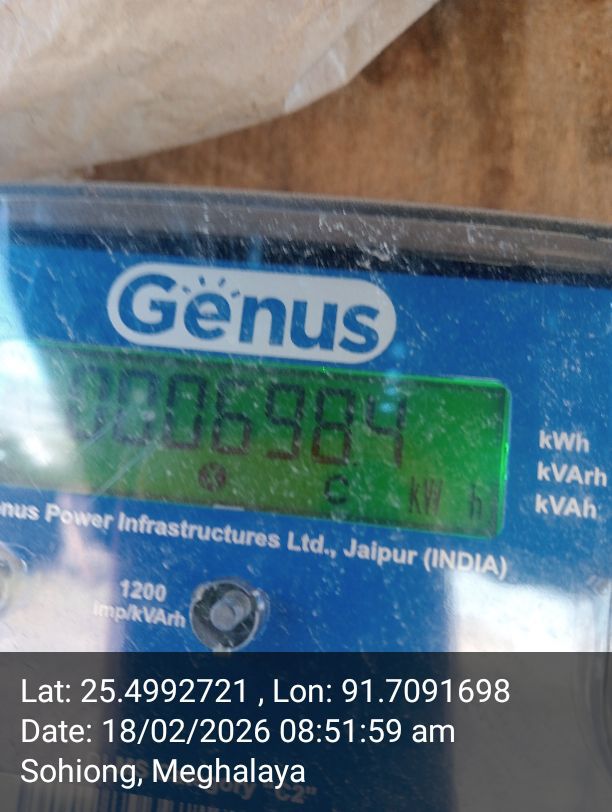 Genus
0006984
kWh
kVArh
kVAh
kW h
nus Power Infrastructures Ltd., Jaipur (INDIA)
1200
imp/kVArh
Lat: 25.4992721 , Lon: 91.7091698
Date: 18/02/2026 08:51:59 am
Sohiong, Meghalaya
"C2"